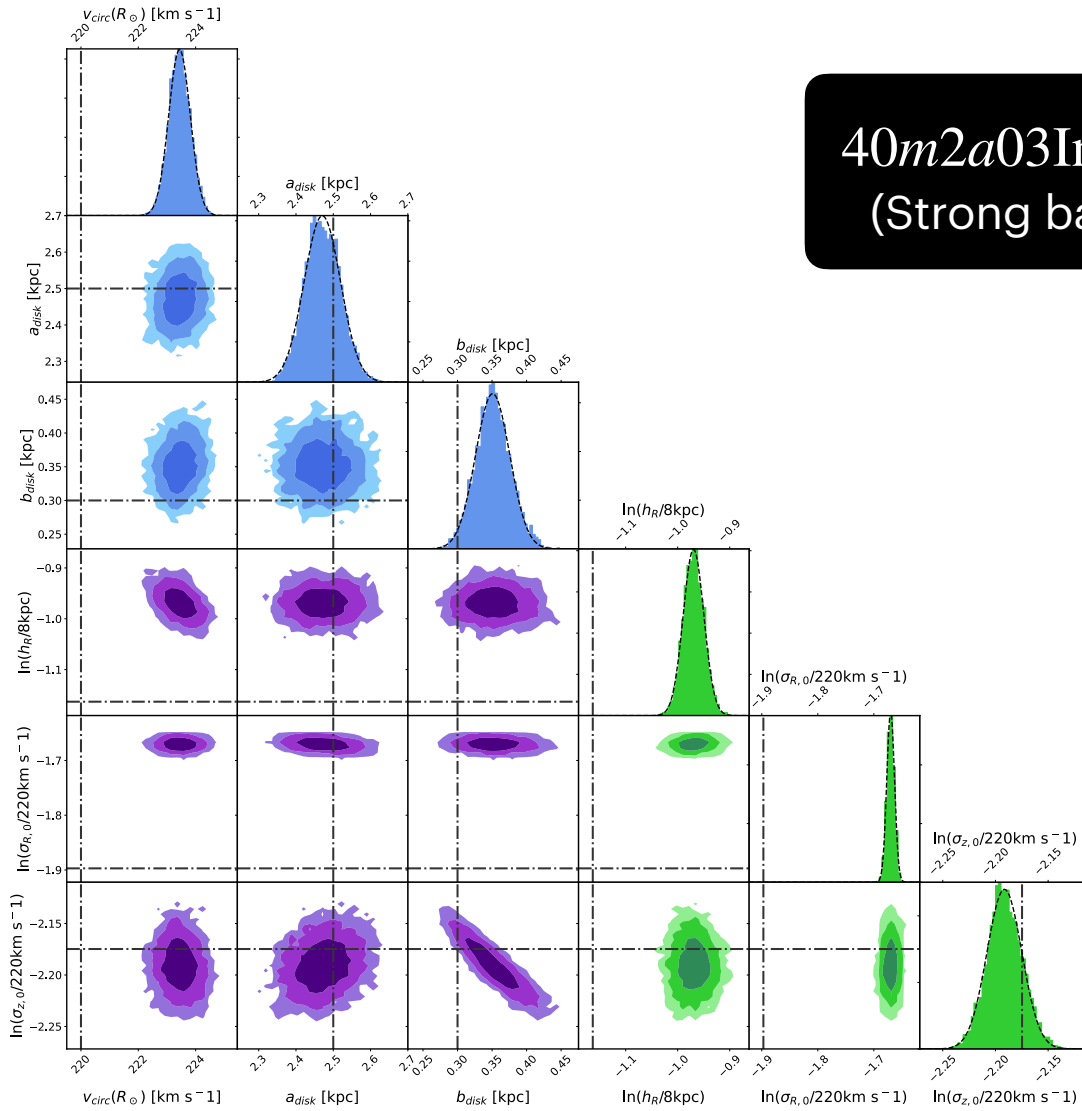 v_circ(R_⊙) [km s⁻¹]
220 222 224
40m2a03In
(Strong ba
a_disk [kpc]
2.3 2.4 2.5 2.6 2.7
a_disk [kpc]
2.7
2.6
2.5
2.4
2.3
b_disk [kpc]
0.25 0.30 0.35 0.40 0.45
b_disk [kpc]
0.45
0.40
0.35
0.30
0.25
ln(h_R/8kpc)
−1.1 −1.0 −0.9
ln(h_R/8kpc)
−0.9
−1.0
−1.1
ln(σ_R,0/220km s⁻¹)
−1.9 −1.8 −1.7
ln(σ_R,0/220km s⁻¹)
−1.7
−1.8
−1.9
ln(σ_z,0/220km s⁻¹)
−2.25 −2.20 −2.15
ln(σ_z,0/220km s⁻¹)
−2.15
−2.20
−2.25
220 222 224 2.3 2.4 2.5 2.6 2.7 0.25 0.30 0.35 0.40 0.45 −1.1 −1.0 −0.9 −1.9 −1.8 −1.7 −2.25 −2.20 −2.15
v_circ(R_⊙) [km s⁻¹] a_disk [kpc] b_disk [kpc] ln(h_R/8kpc) ln(σ_R,0/220km s⁻¹) ln(σ_z,0/220km s⁻¹)